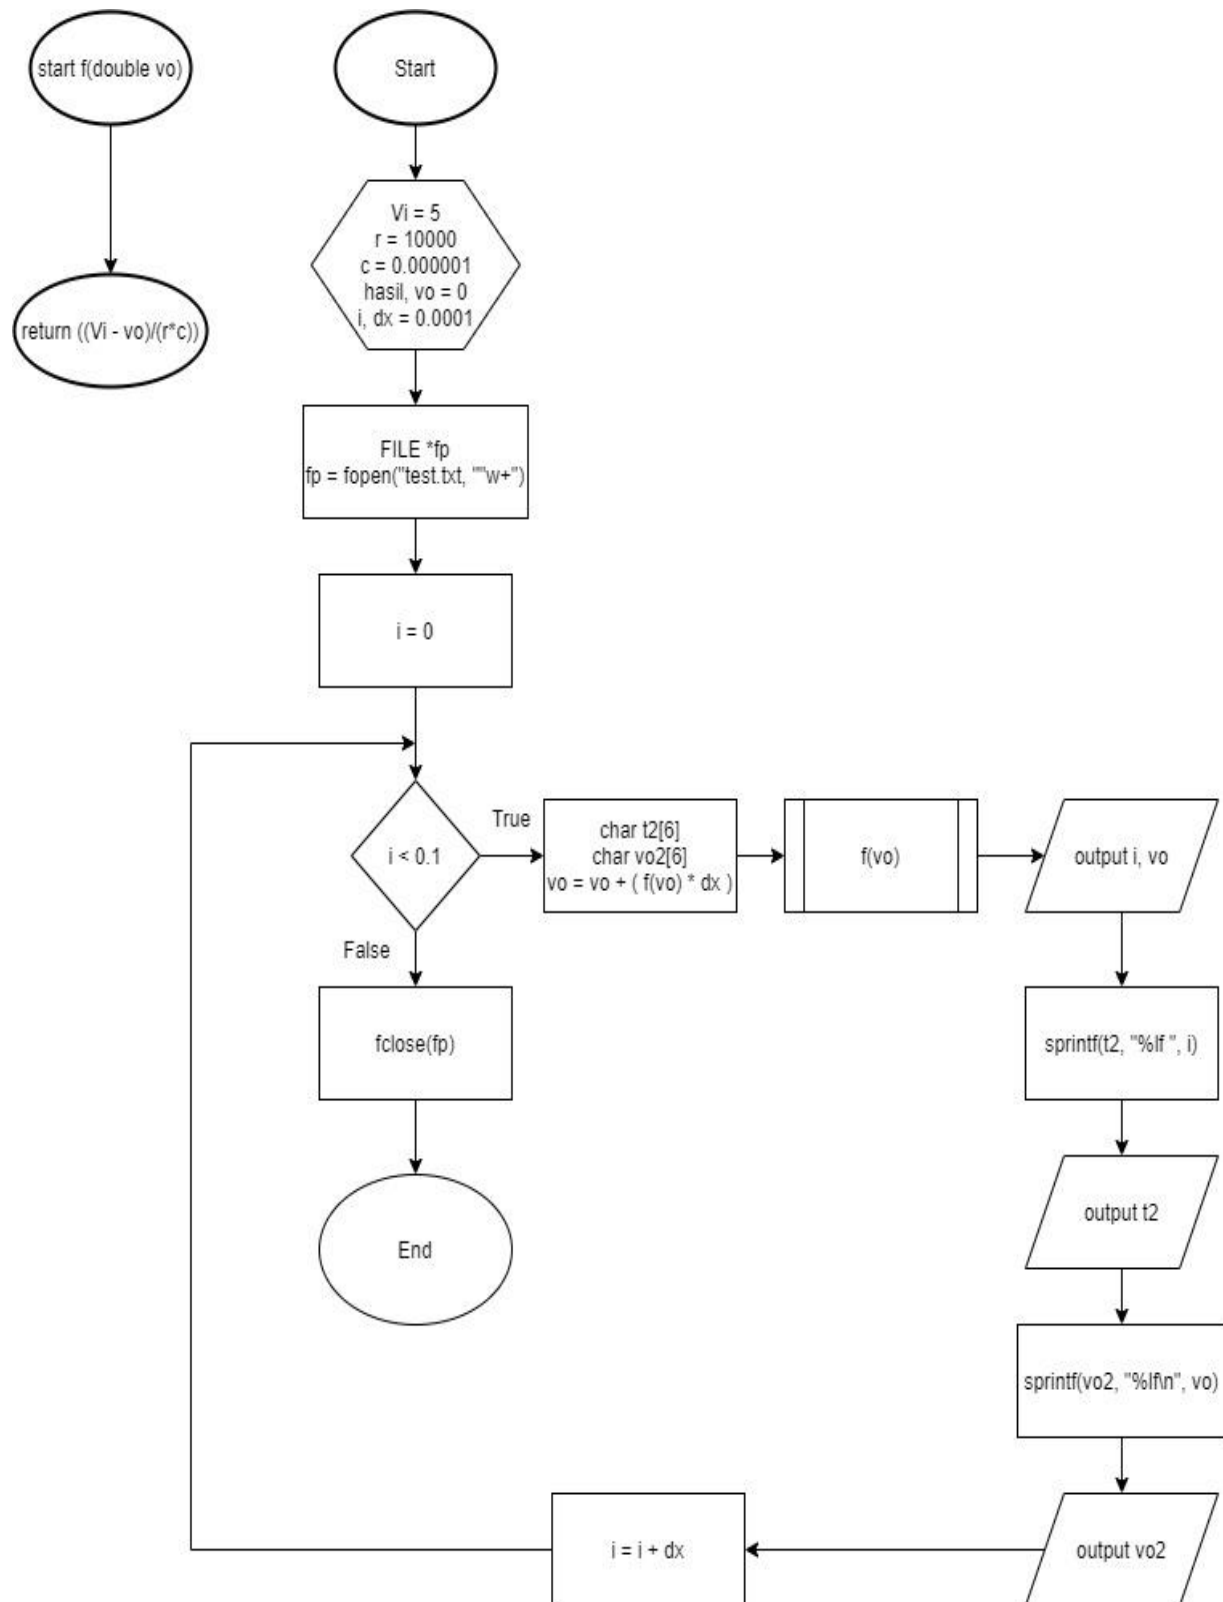 start f(double vo)
return ((Vi - vo)/(r*c))
Start
Vi = 5
r = 10000
c = 0.000001
hasil, vo = 0
i, dx = 0.0001
FILE *fp
fp = fopen("test.txt, ""w+")
i = 0
i < 0.1
True
char t2[6]
char vo2[6]
vo = vo + ( f(vo) * dx )
f(vo)
output i, vo
False
fclose(fp)
sprintf(t2, "%lf ", i)
End
output t2
sprintf(vo2, "%lf\n", vo)
i = i + dx
output vo2